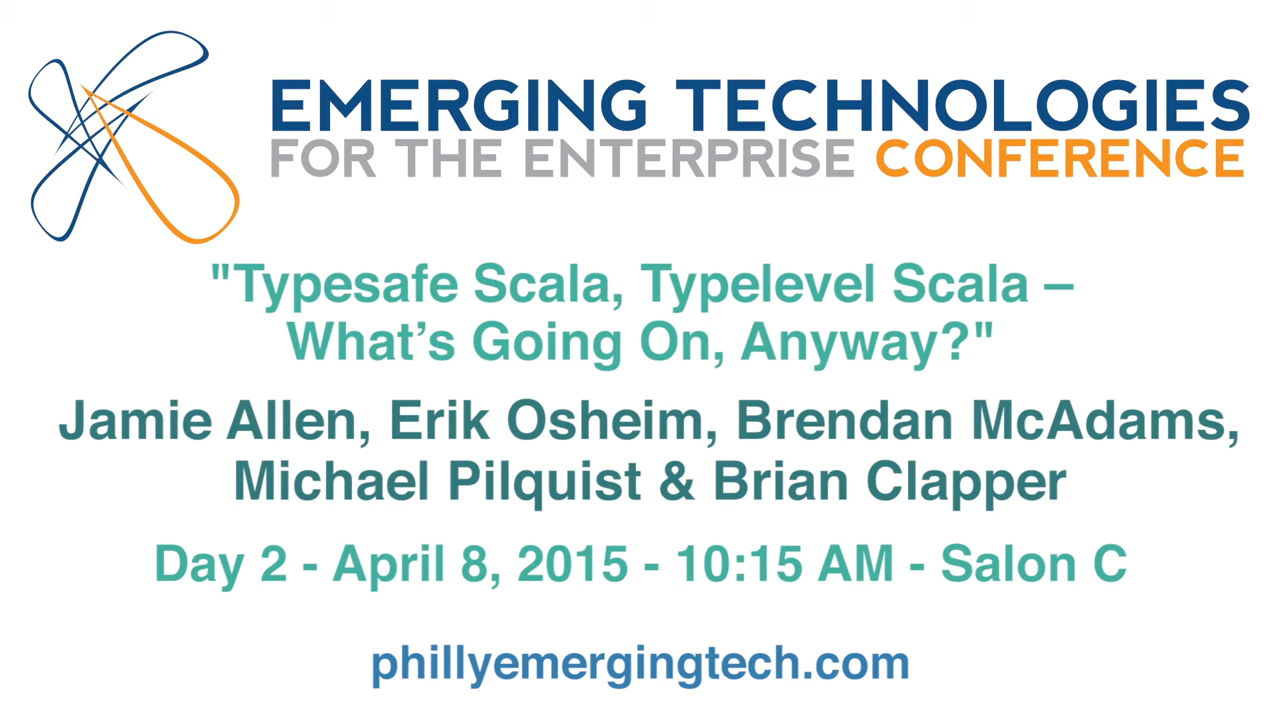 EMERGING TECHNOLOGIES
FOR THE ENTERPRISE CONFERENCE
"Typesafe Scala, Typelevel Scala –
What’s Going On, Anyway?"
Jamie Allen, Erik Osheim, Brendan McAdams,
Michael Pilquist & Brian Clapper
Day 2 - April 8, 2015 - 10:15 AM - Salon C
phillyemergingtech.com